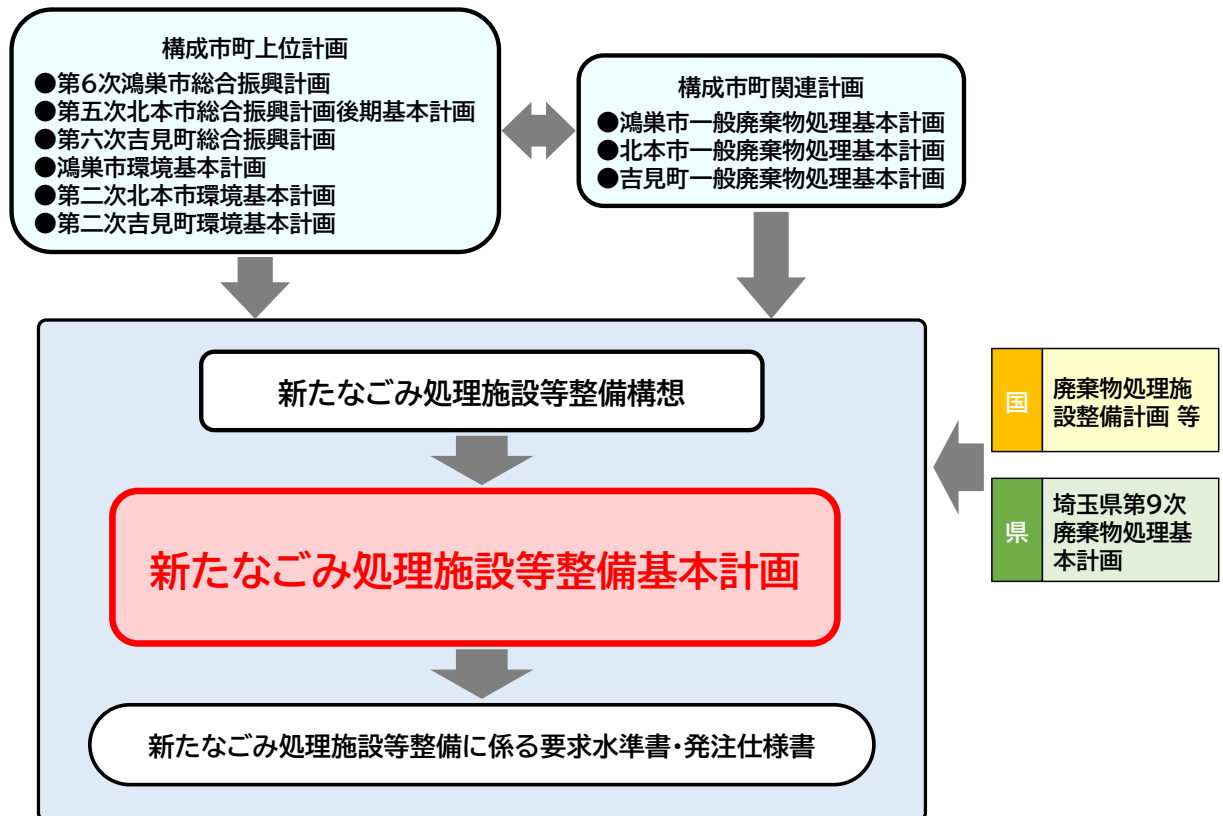 構成市町上位計画
●第6次鴻巣市総合振興計画
●第五次北本市総合振興計画後期基本計画
●第六次吉見町総合振興計画
●鴻巣市環境基本計画
●第二次北本市環境基本計画
●第二次吉見町環境基本計画
構成市町関連計画
●鴻巣市一般廃棄物処理基本計画
●北本市一般廃棄物処理基本計画
●吉見町一般廃棄物処理基本計画
新たなごみ処理施設等整備構想
新たなごみ処理施設等整備基本計画
新たなごみ処理施設等整備に係る要求水準書・発注仕様書
国
廃棄物処理施
設整備計画 等
県
埼玉県第9次
廃棄物処理基
本計画